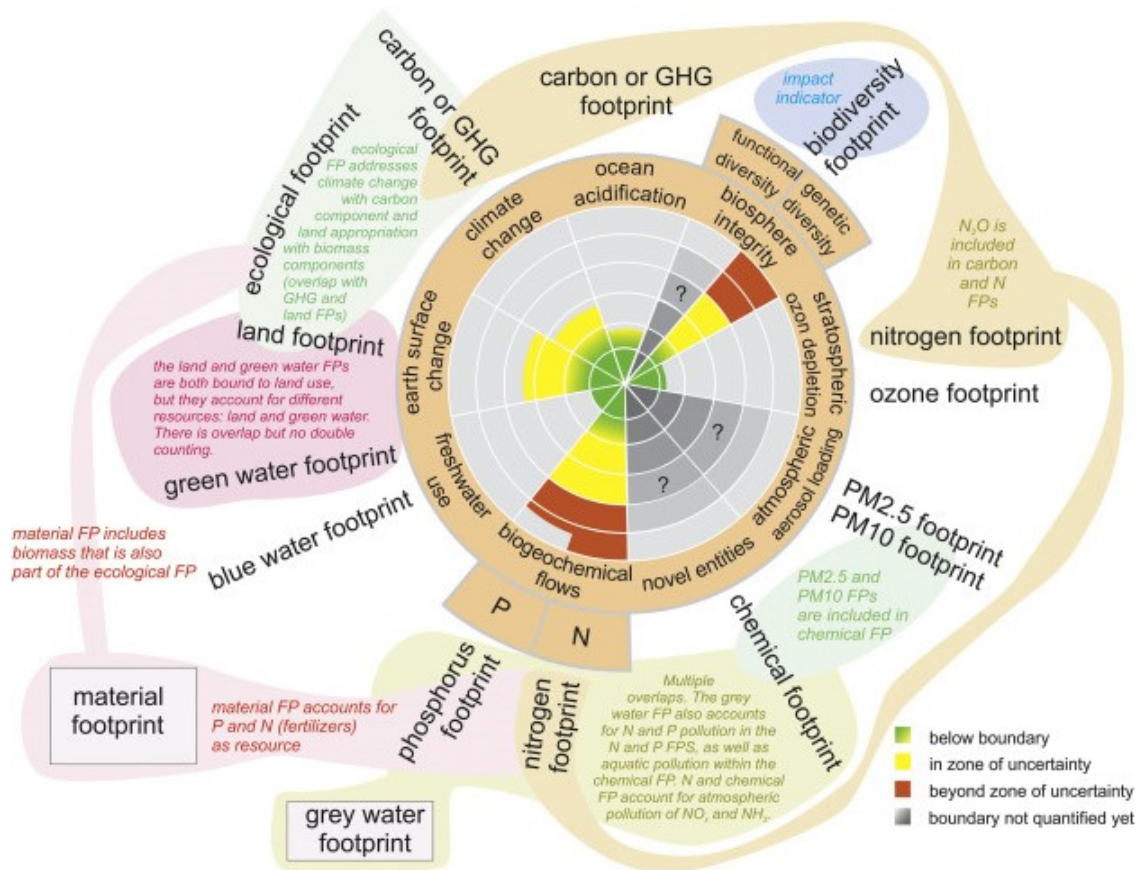 carbon or GHG
footprint
carbon or GHG
footprint
impact
indicator
biodiversity
footprint
ecological footprint
ecological
FP addresses
climate change
with carbon
component and
land appropriation
with biomass
components
(overlap with
GHG and
land FPs)
functional
diversity
genetic
diversity
ocean
acidification
biosphere
integrity
climate
change
stratospheric
ozon depletion
earth surface
change
freshwater
use
biogeochemical
flows
novel entities
atmospheric
aerosol loading
?
?
?
P
N
N₂O is
included
in carbon
and N
FPs
nitrogen footprint
ozone footprint
land footprint
the land and green water FPs
are both bound to land use,
but they account for different
resources: land and green water.
There is overlap but no double
counting.
green water footprint
blue water footprint
material FP includes
biomass that is also
part of the ecological FP
PM2.5 footprint
PM10 footprint
PM2.5 and
PM10 FPs
are included in
chemical FP
chemical footprint
material
footprint
material FP accounts for
P and N (fertilizers)
as resource
phosphorus
footprint
nitrogen
footprint
Multiple
overlaps. The grey
water FP also accounts
for N and P pollution in the
N and P FPS, as well as
aquatic pollution within the
chemical FP. N and chemical
FP account for atmospheric
pollution of NOₓ and NH₃.
grey water
footprint
below boundary
in zone of uncertainty
beyond zone of uncertainty
boundary not quantified yet